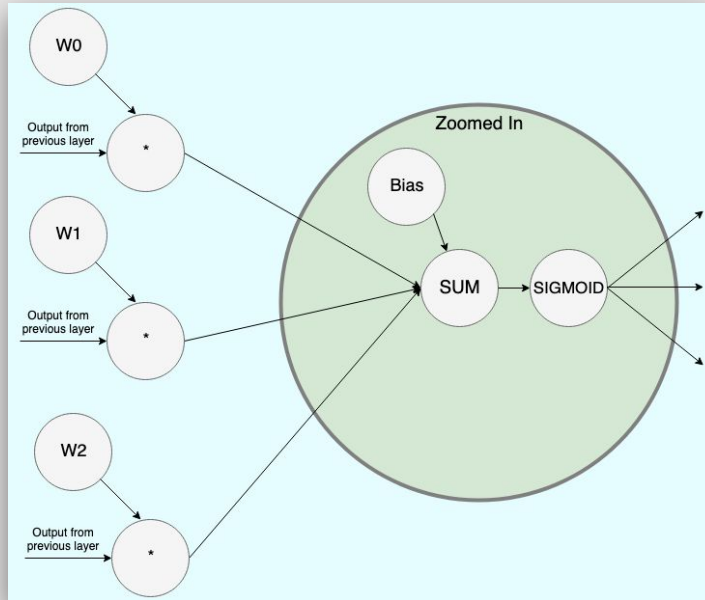 W0
Output from
previous layer
*
Zoomed In
Bias
W1
SUM
SIGMOID
Output from
previous layer
*
W2
Output from
previous layer
*